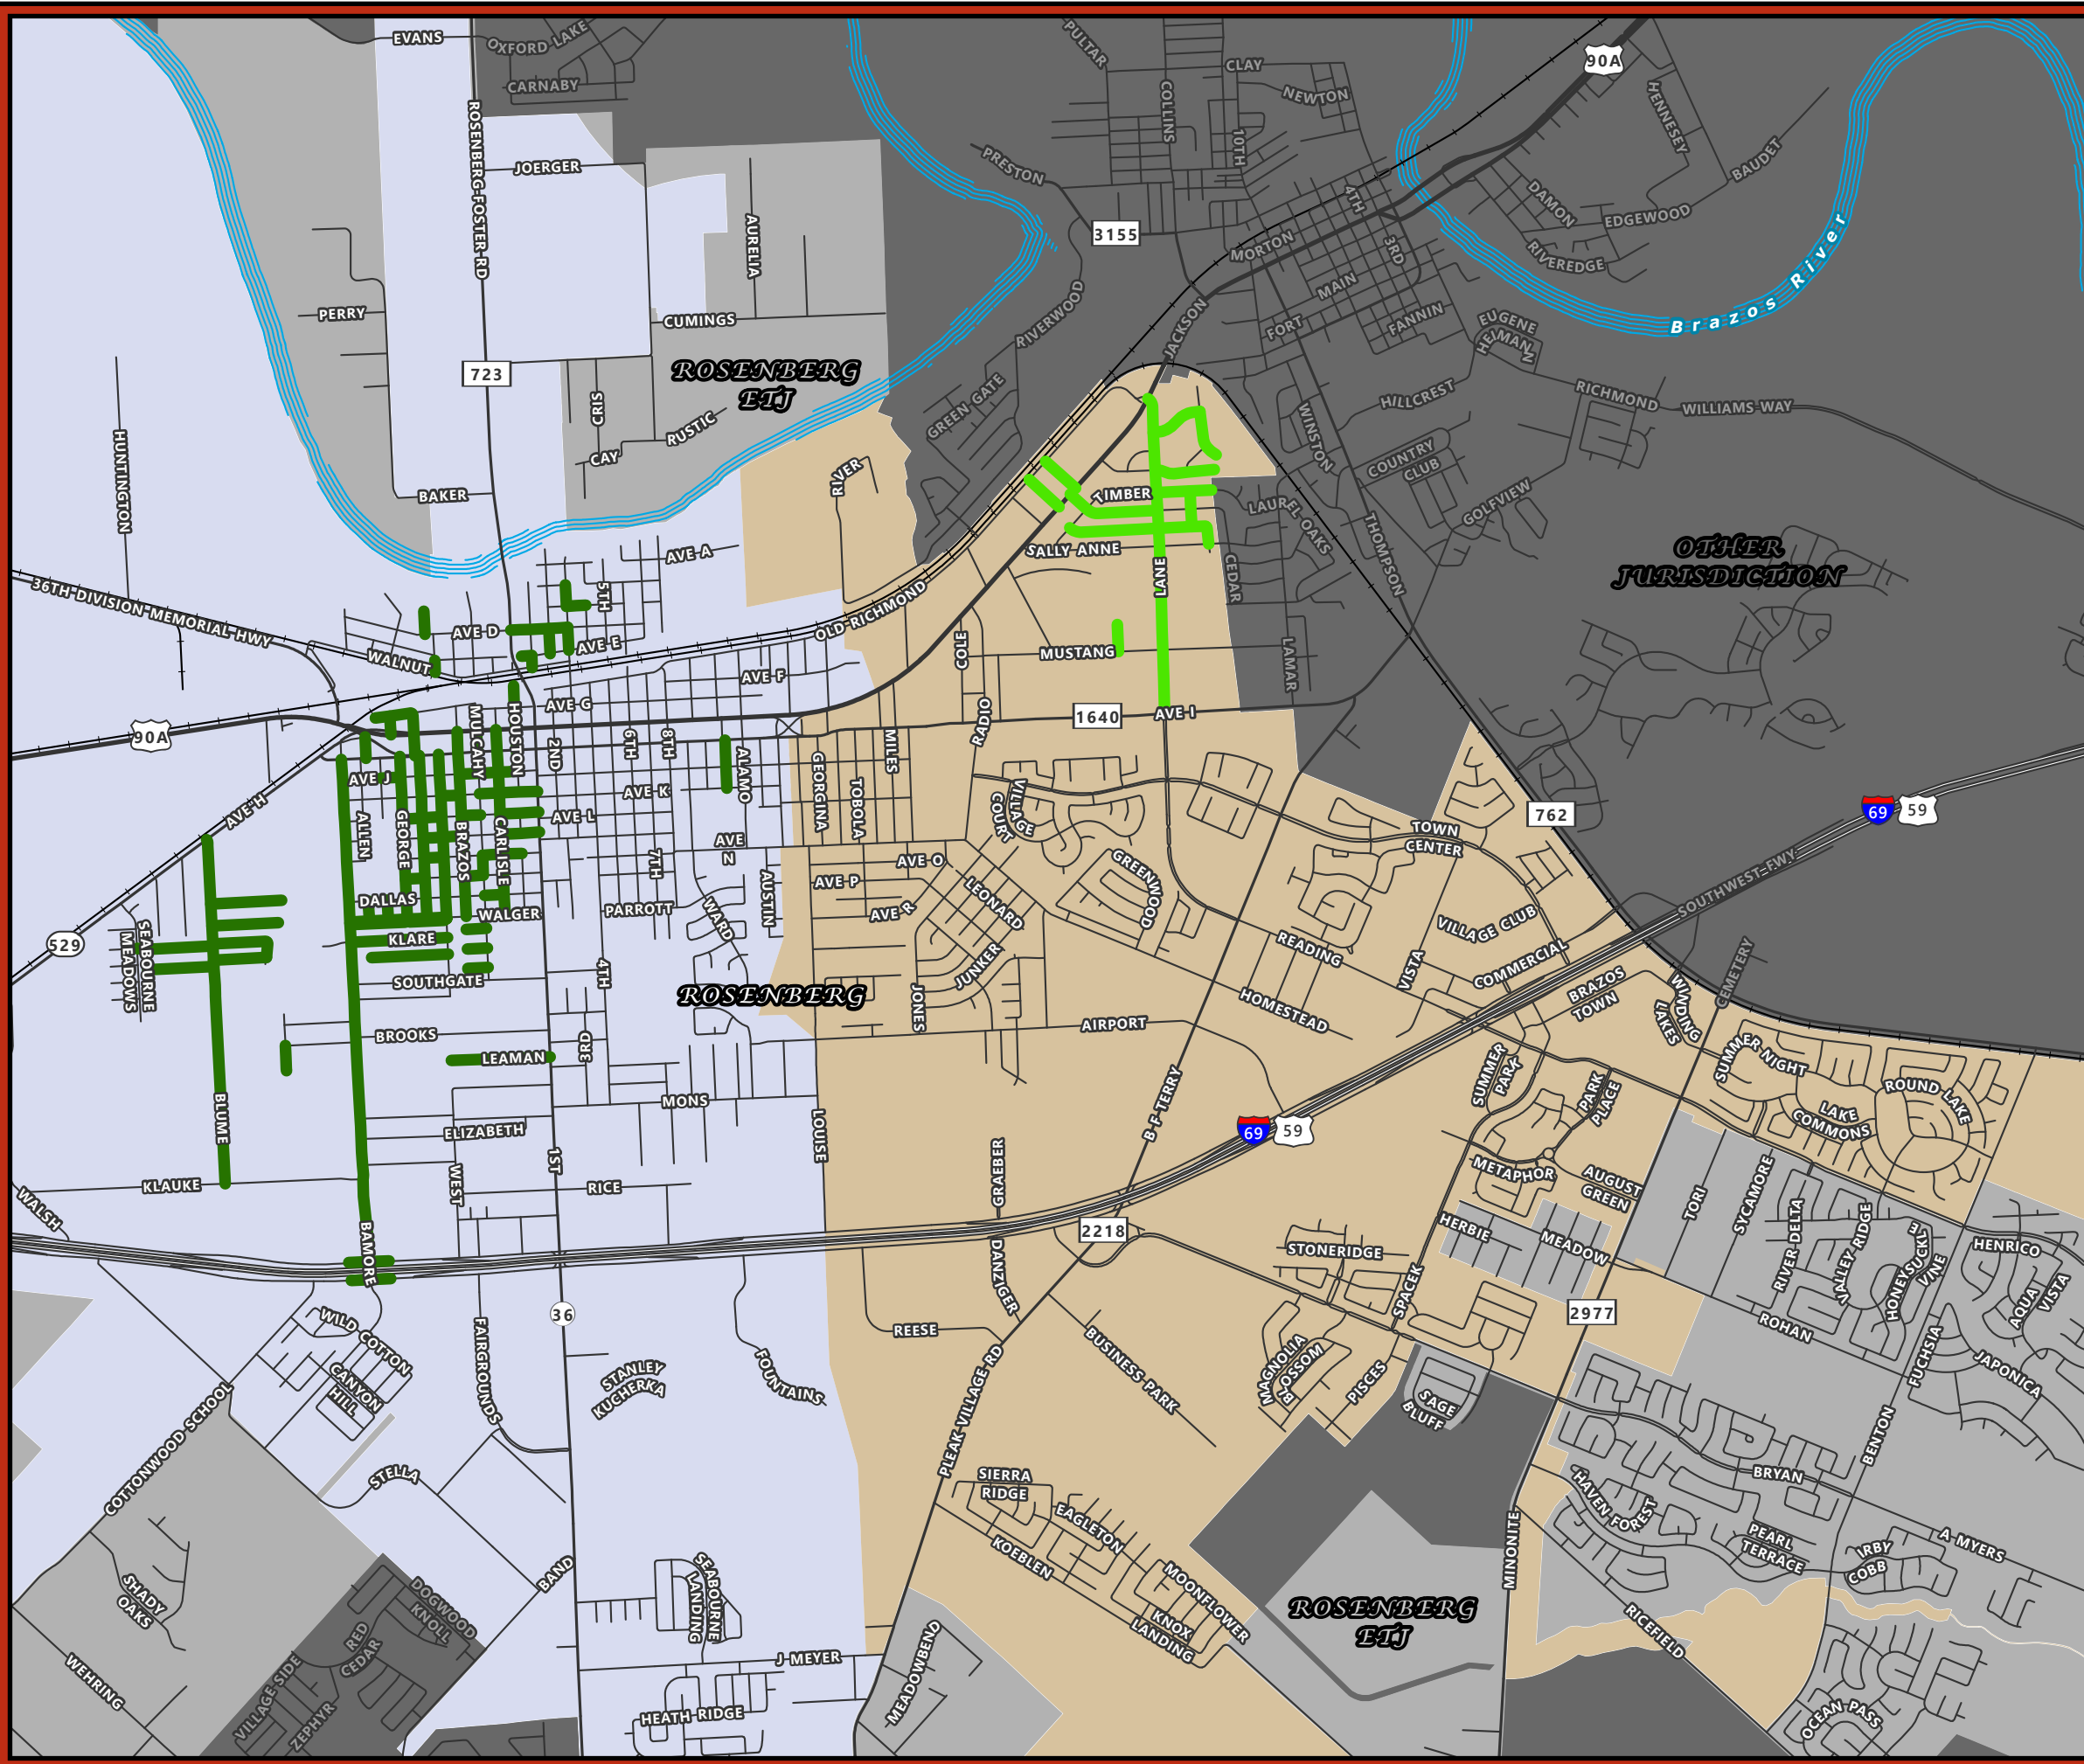 EVANS
OXFORD LAKE
CARNABY
PULTAR
COLLINS
CLAY
NEWTON
10TH
90A
HENNESEY
BAUDET
ROSENBERG-FOSTER RD
JOERGER
AURELIA
PRESTON
3155
MORTON
4TH
3RD
DAMON
EDGEWOOD
RIVEREDGE
Brazos River
PERRY
CUMINGS
RIVERWOOD
JACKSON
MAIN
FORT
FANNIN
EUGENE
HEIMANN
723
ROSENBERG
ETJ
CRIS
RUSTIC
CAY
GREEN GATE
HILLCREST
RICHMOND
WILLIAMS WAY
WINSTON
COUNTRY
CLUB
HUNTINGTON
BAKER
RIVER
TIMBER
LAUREL OAKS
GOLFVIEW
THOMPSON
OTHER
JURISDICTION
AVE A
SALLY ANNE
CEDAR
LANE
36TH DIVISION MEMORIAL HWY
5TH
OLD RICHMOND
AVE D
AVE E
WALNUT
COLE
MUSTANG
LAMAR
AVE F
AVE G
90A
MULCAHY
HOUSTON
2ND
6TH
8TH
ALAMO
RADIO
1640
AVE I
MILES
GEORGINA
TOBOLA
AVE J
AVE H
AVE K
AVE L
ALLEN
GEORGE
BRAZOS
CARLISLE
VILLAGE
COURT
762
TOWN
CENTER
69
59
SOUTHWEST FWY
AVE
N
7TH
AVE O
AVE P
AVE R
AUSTIN
LEONARD
GREENWOOD
DALLAS
WALGER
PARROTT
WARD
KLARE
529
MEADOWS
SEABOURNE
SOUTHGATE
4TH
JUNKER
JONES
READING
VISTA
VILLAGE CLUB
COMMERCIAL
BRAZOS
TOWN
CEMETERY
WINDING
LAKES
ROSENBERG
HOMESTEAD
BROOKS
3RD
LEAMAN
AIRPORT
SUMMER NIGHT
ROUND LAKE
LAKE
COMMONS
SUMMER
PARK
PARK
PLACE
MONS
BLUME
ELIZABETH
LOUISE
B F TERRY
69
59
1ST
WEST
KLAUKE
RICE
GRAEBER
WALSH
METAPHOR
AUGUST
GREEN
TORI
SYCAMORE
RIVER DELTA
VALLEY RIDGE
HONEYSUCKLE
VINE
HENRICO
BAMORE
2218
HERBIE
MEADOW
STONERIDGE
DANZIGER
SPACEK
AQUA
VISTA
36
2977
ROHAN
FUCHSIA
WILD COTTON
CANYON
HILL
FAIRGROUNDS
REESE
BUSINESS PARK
MAGNOLIA
BLOSSOM
PISCES
STANLEY
KUCHERKA
FOUNTAINS
JAPONICA
SAGE
BLUFF
COTTONWOOD SCHOOL
PLEAK VILLAGE RD
BENTON
STELLA
SIERRA
RIDGE
BRYAN
HAVEN FOREST
EAGLETON
KOEBLEN
PEARL
TERRACE
A MYERS
IRBY
COBB
MINONITE
BAND
SHADY
OAKS
DOGWOOD
KNOLL
SEABOURNE
LANDING
MOONFLOWER
KNOX
LANDING
ROSENBERG
ETJ
RICEFIELD
RED
CEDAR
WEHRING
VILLAGE SIDE
ZEPHYR
J MEYER
MEADOWBEND
HEATH RIDGE
OCEAN PASS